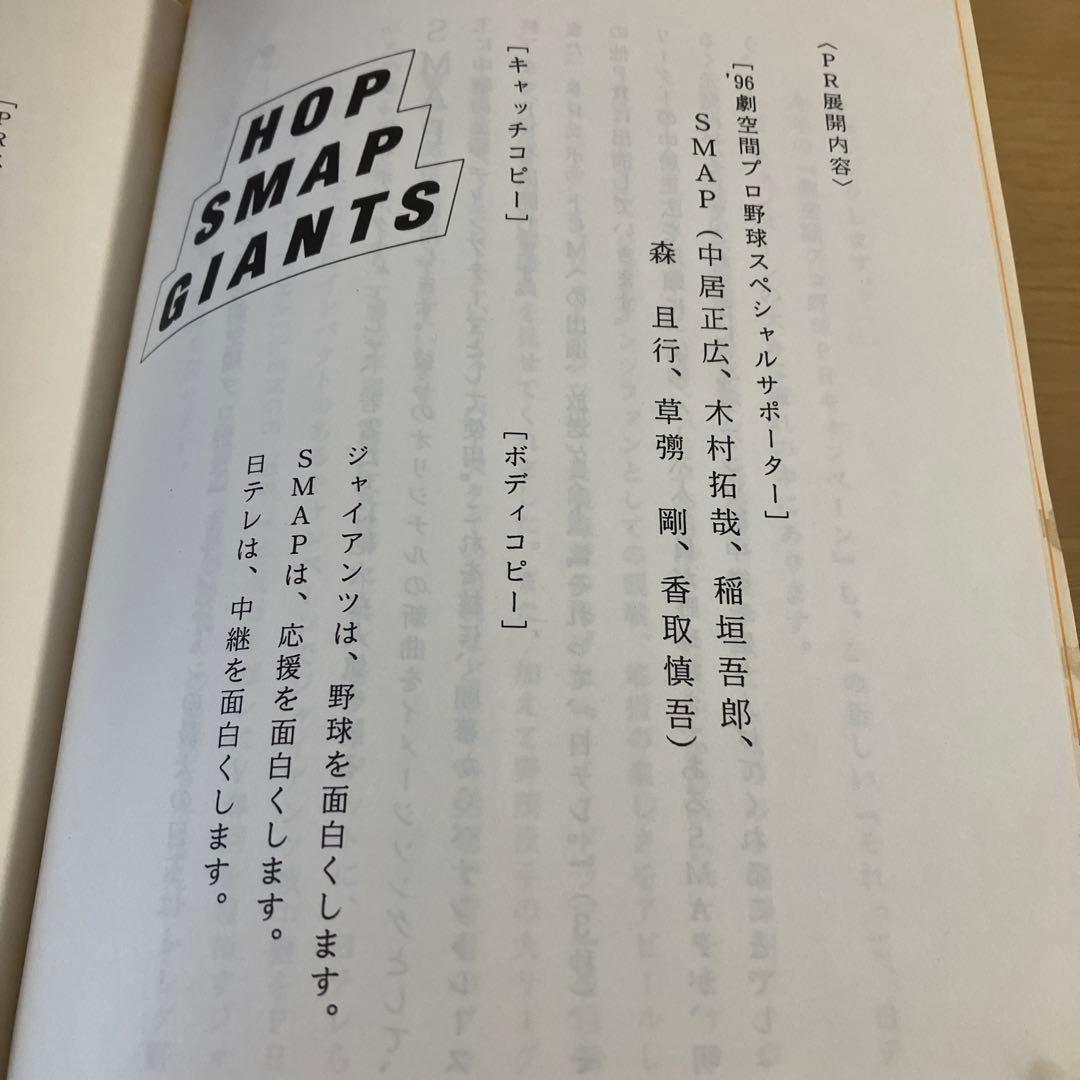 〈PR展開内容〉
['96劇空間プロ野球スペシャルサポーター]
SMAP(中居正広、木村拓哉、稲垣吾郎、
森 且行、草彅 剛、香取慎吾)
[キャッチコピー]
HOP
SMAP
GIANTS
[ボディコピー]
ジャイアンツは、野球を面白くします。
SMAPは、応援を面白くします。
日テレは、中継を面白くします。